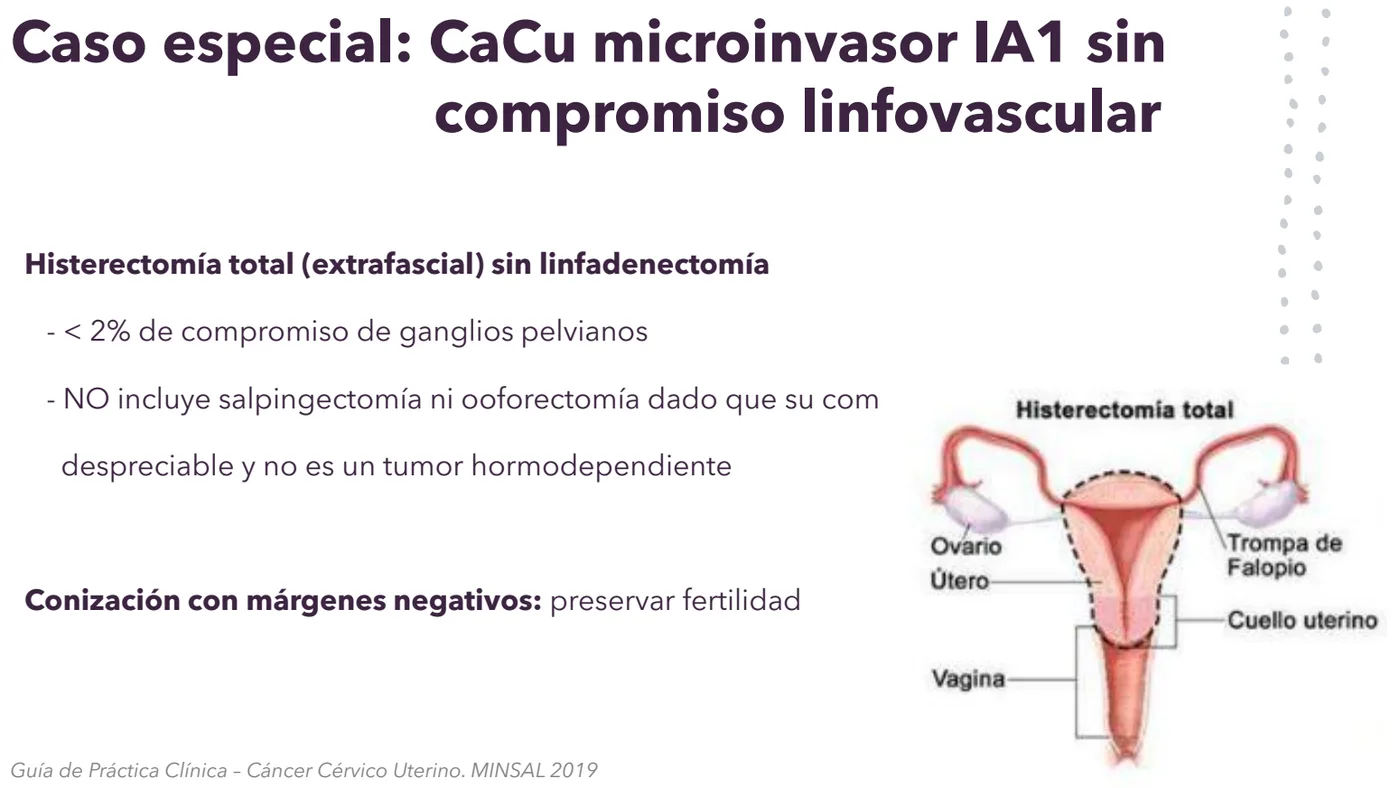 Caso especial: CaCu microinvasor IA1 sin
compromiso linfovascular
Histerectomía total (extrafascial) sin linfadenectomía
- < 2% de compromiso de ganglios pelvianos
- NO incluye salpingectomía ni ooforectomía dado que su com
despreciable y no es un tumor hormodependiente
Conización con márgenes negativos: preservar fertilidad
Histerectomía total
Ovario
Útero
Vagina
Trompa de
Falopio
Cuello uterino
Guía de Práctica Clínica – Cáncer Cérvico Uterino. MINSAL 2019